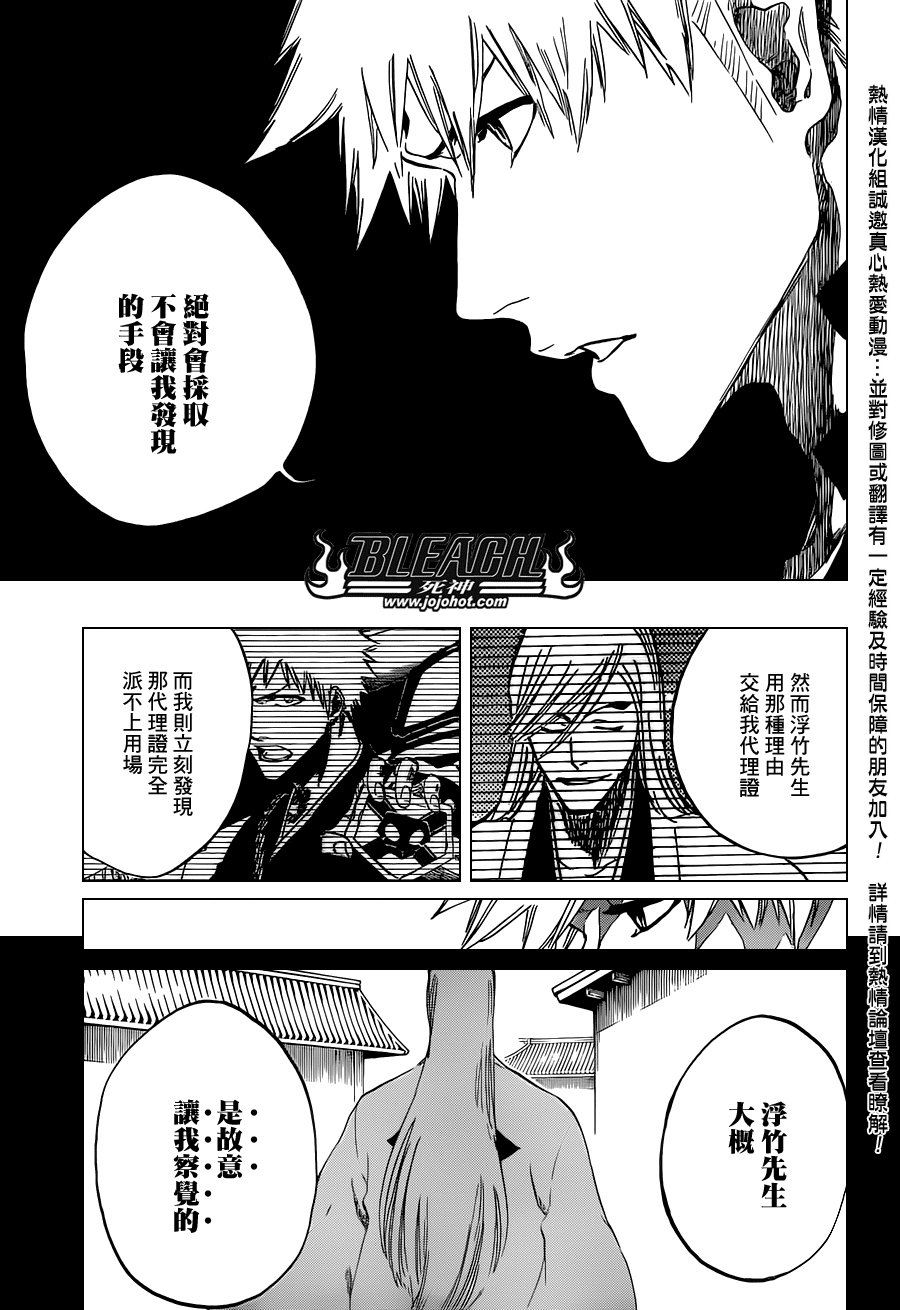 絕對會採取
不會讓我發現
的手段
BLEACH
死神
www.jojohot.com
然而浮竹先生
用那種理由
交給我代理證
而我則立刻發現
那代理證完全
派不上用場
浮竹先生
大概
是故意
讓我察覺的
熱情漢化組誠邀真心熱愛動漫…並對修圖或翻譯有一定經驗及時間保障的朋友加入！ 詳情請到熱情論壇查看瞭解！